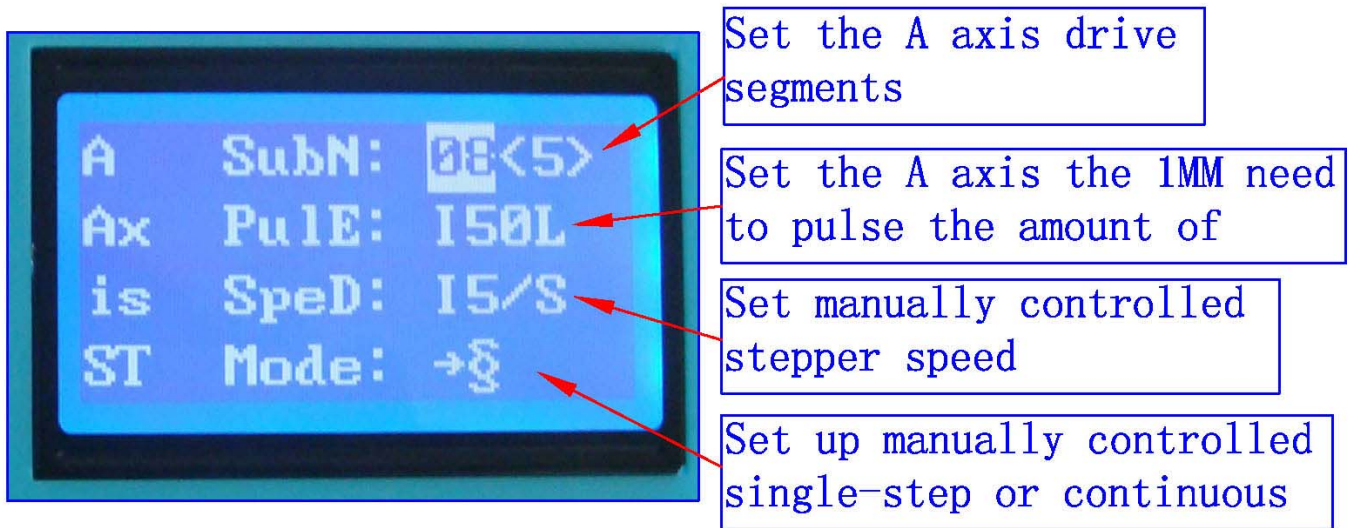 A SubN: 08<5>
Ax PulE: I50L
is SpeD: I5/S
ST Mode: →§
Set the A axis drive
segments
Set the A axis the 1MM need
to pulse the amount of
Set manually controlled
stepper speed
Set up manually controlled
single-step or continuous